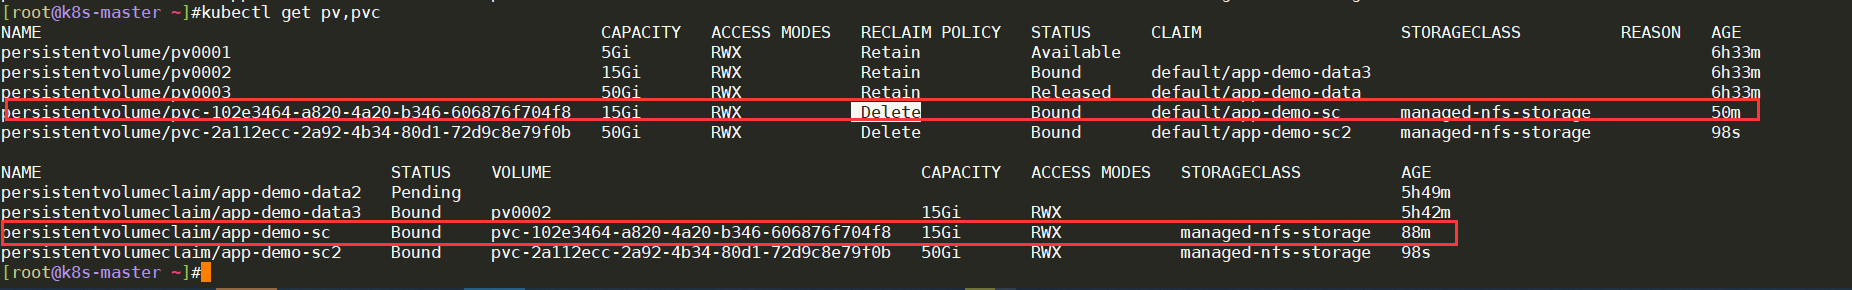 [root@k8s-master ~]#kubectl get pv,pvc
NAME CAPACITY ACCESS MODES RECLAIM POLICY STATUS CLAIM STORAGECLASS REASON AGE
persistentvolume/pv0001 5Gi RWX Retain Available 6h33m
persistentvolume/pv0002 15Gi RWX Retain Bound default/app-demo-data3 6h33m
persistentvolume/pv0003 50Gi RWX Retain Released default/app-demo-data 6h33m
persistentvolume/pvc-102e3464-a820-4a20-b346-606876f704f8 15Gi RWX Delete Bound default/app-demo-sc managed-nfs-storage 50m
persistentvolume/pvc-2a112ecc-2a92-4b34-80d1-72d9c8e79f0b 50Gi RWX Delete Bound default/app-demo-sc2 managed-nfs-storage 98s
NAME STATUS VOLUME CAPACITY ACCESS MODES STORAGECLASS AGE
persistentvolumeclaim/app-demo-data2 Pending 5h49m
persistentvolumeclaim/app-demo-data3 Bound pv0002 15Gi RWX 5h42m
persistentvolumeclaim/app-demo-sc Bound pvc-102e3464-a820-4a20-b346-606876f704f8 15Gi RWX managed-nfs-storage 88m
persistentvolumeclaim/app-demo-sc2 Bound pvc-2a112ecc-2a92-4b34-80d1-72d9c8e79f0b 50Gi RWX managed-nfs-storage 98s
[root@k8s-master ~]#